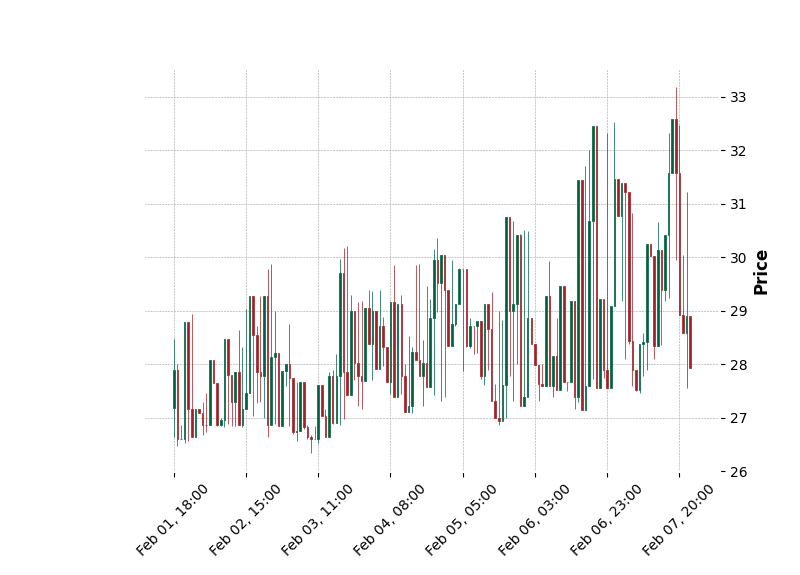 33
32
31
30
29
28
27
26
Price
Feb 01, 18:00
Feb 02, 15:00
Feb 03, 11:00
Feb 04, 08:00
Feb 05, 05:00
Feb 06, 03:00
Feb 06, 23:00
Feb 07, 20:00